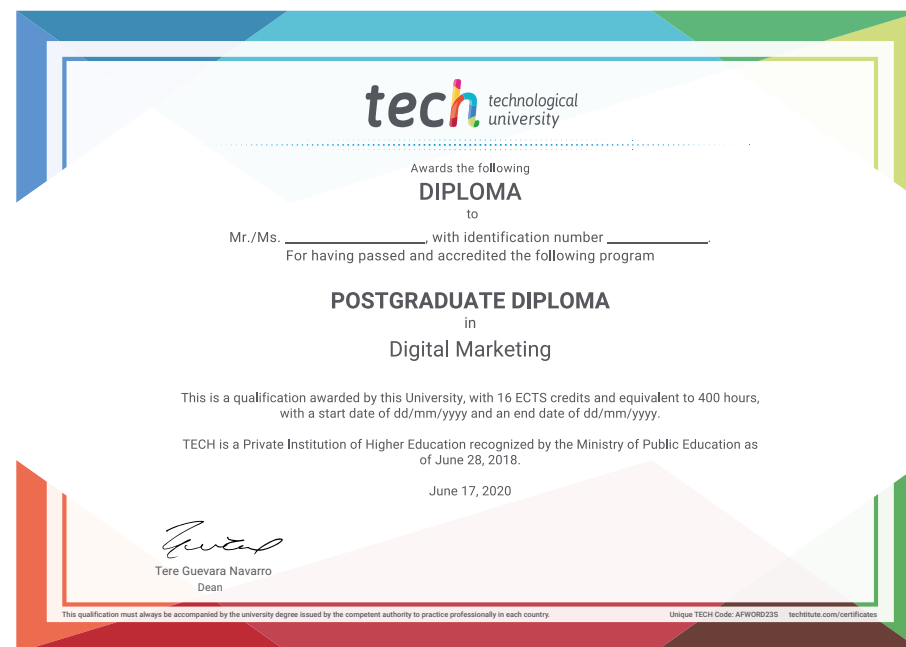 tech technological
university
Awards the following
DIPLOMA
to
Mr./Ms. ____________________, with identification number ______________.
For having passed and accredited the following program
POSTGRADUATE DIPLOMA
in
Digital Marketing
This is a qualification awarded by this University, with 16 ECTS credits and equivalent to 400 hours,
with a start date of dd/mm/yyyy and an end date of dd/mm/yyyy.
TECH is a Private Institution of Higher Education recognized by the Ministry of Public Education as
of June 28, 2018.
June 17, 2020
Tere Guevara Navarro
Dean
This qualification must always be accompanied by the university degree issued by the competent authority to practice professionally in each country. Unique TECH Code: AFWORD23S techtitute.com/certificates